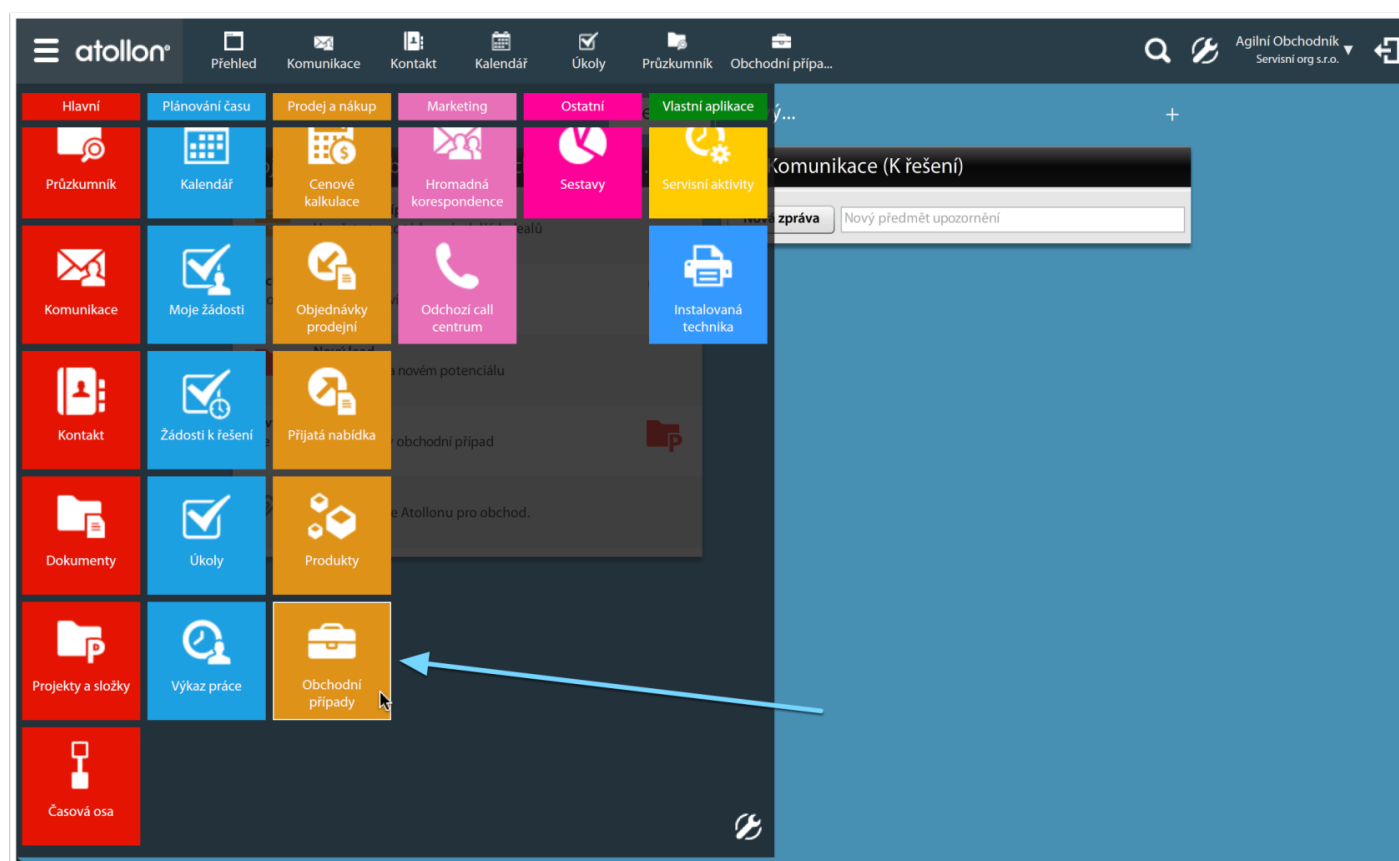 atollon®
Přehled
Komunikace
Kontakt
Kalendář
Úkoly
Průzkumník
Obchodní přípa...
Agilní Obchodník
Servisní org s.r.o.
Hlavní
Plánování času
Prodej a nákup
Marketing
Ostatní
Vlastní aplikace
Průzkumník
Kalendář
Cenové
kalkulace
Hromadná
korespondence
Sestavy
Servisní aktivity
Komunikace (K řešení)
Nová zpráva
Nový předmět upozornění
Komunikace
Moje žádosti
Objednávky
prodejní
Odchozí call
centrum
Instalovaná
technika
novém potenciálu
Kontakt
Žádosti k řešení
Přijatá nabídka
obchodní případ
Dokumenty
Úkoly
Produkty
Atollonu pro obchod.
Projekty a složky
Výkaz práce
Obchodní
případy
Časová osa